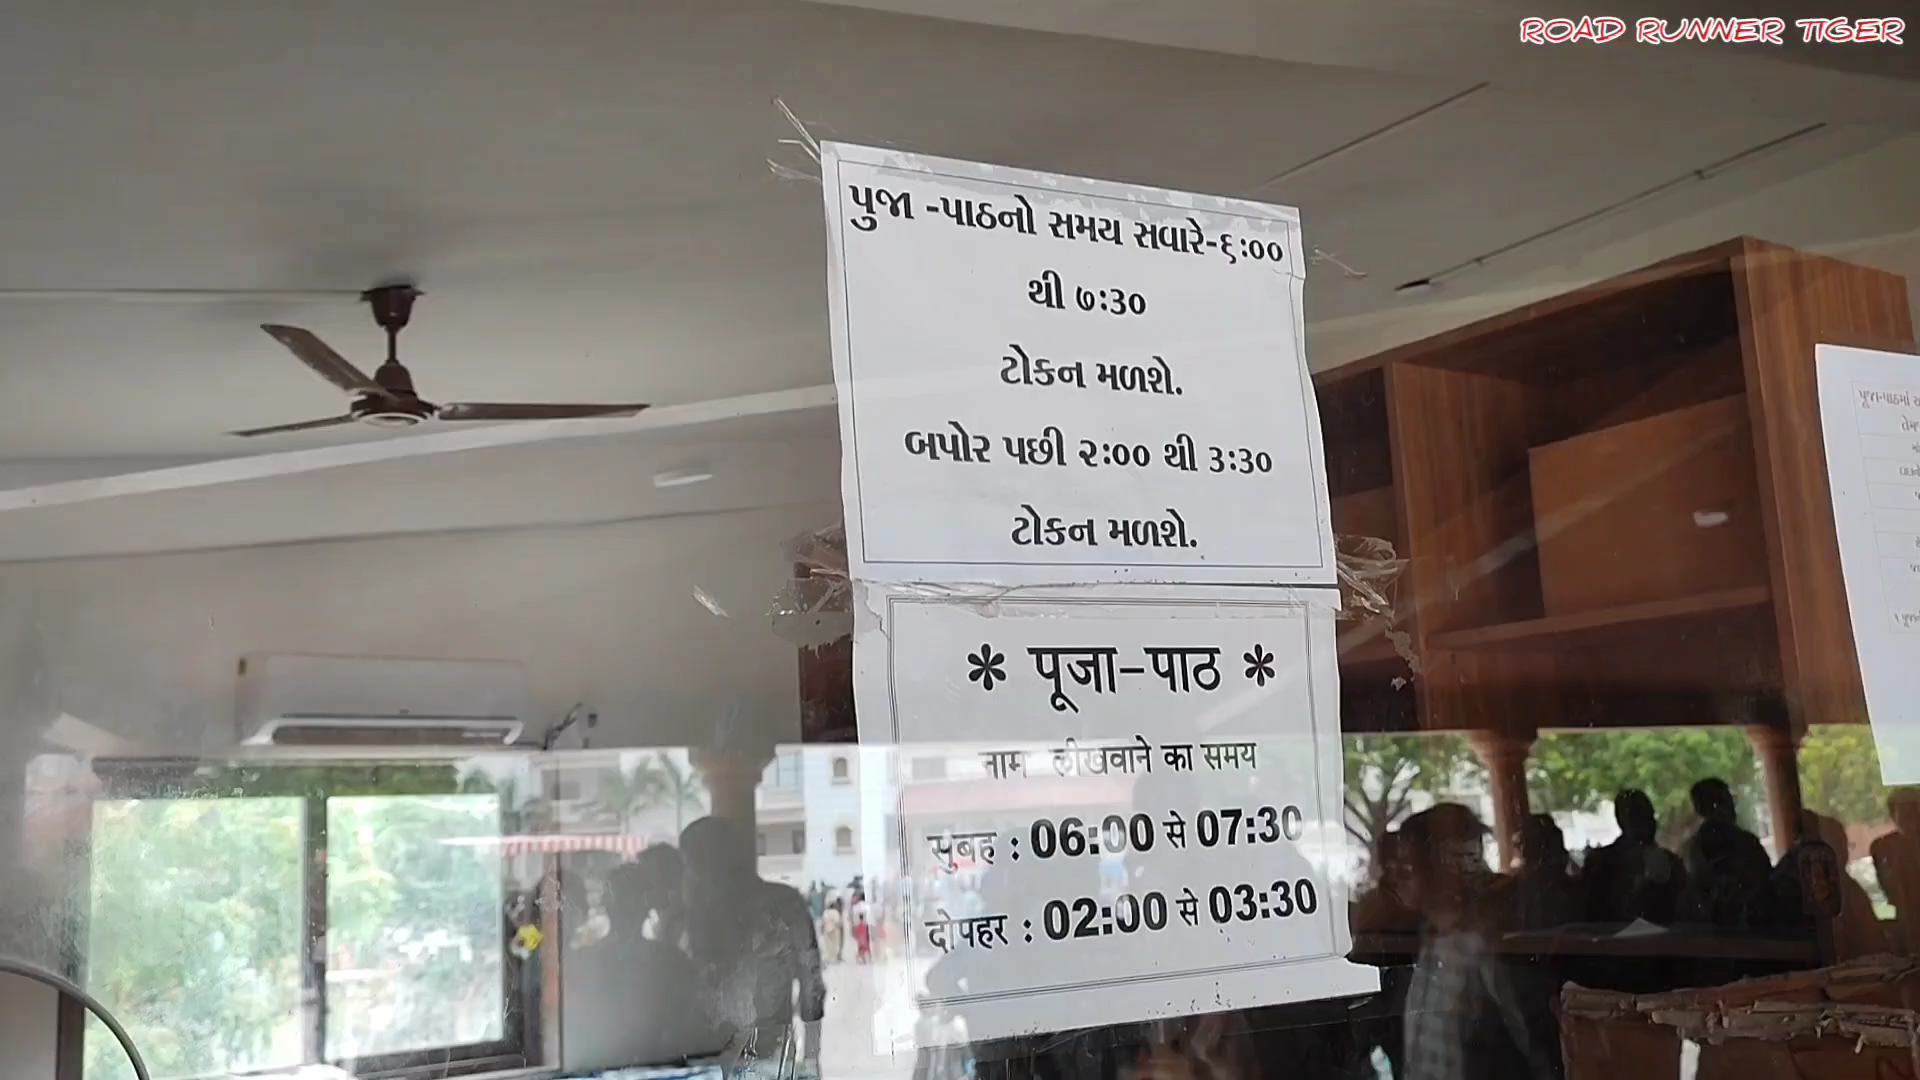 ROAD RUNNER TIGER
પુજા -પાઠનો સમય સવારે-૬:૦૦
થી ૭:૩૦
ટોકન મળશે.
બપોર પછી ૨:૦૦ થી ૩:૩૦
ટોકન મળશે.
* पूजा-पाठ *
नाम लीखवाने का समय
सुबह : 06:00 से 07:30
दोपहर : 02:00 से 03:30